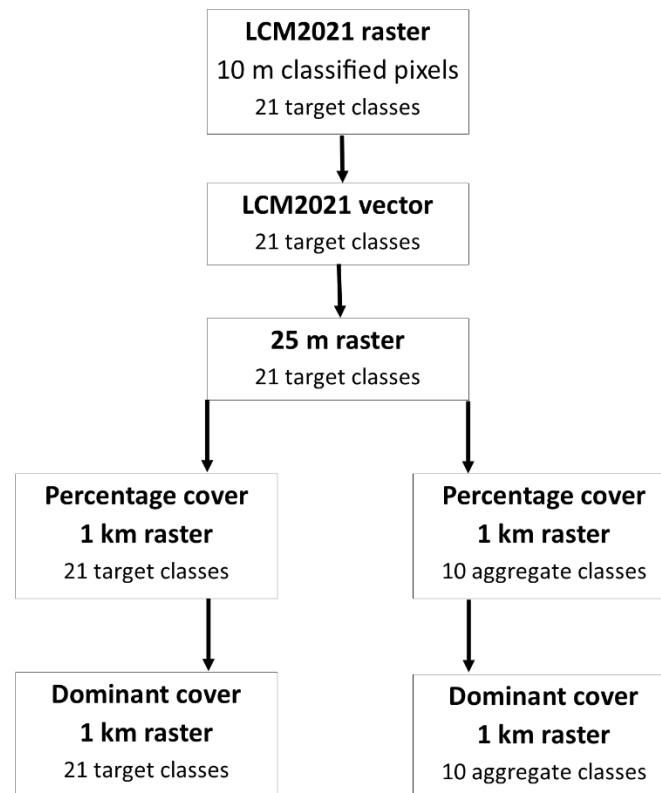 LCM2021 raster
10 m classified pixels
21 target classes
LCM2021 vector
21 target classes
25 m raster
21 target classes
Percentage cover
1 km raster
21 target classes
Percentage cover
1 km raster
10 aggregate classes
Dominant cover
1 km raster
21 target classes
Dominant cover
1 km raster
10 aggregate classes